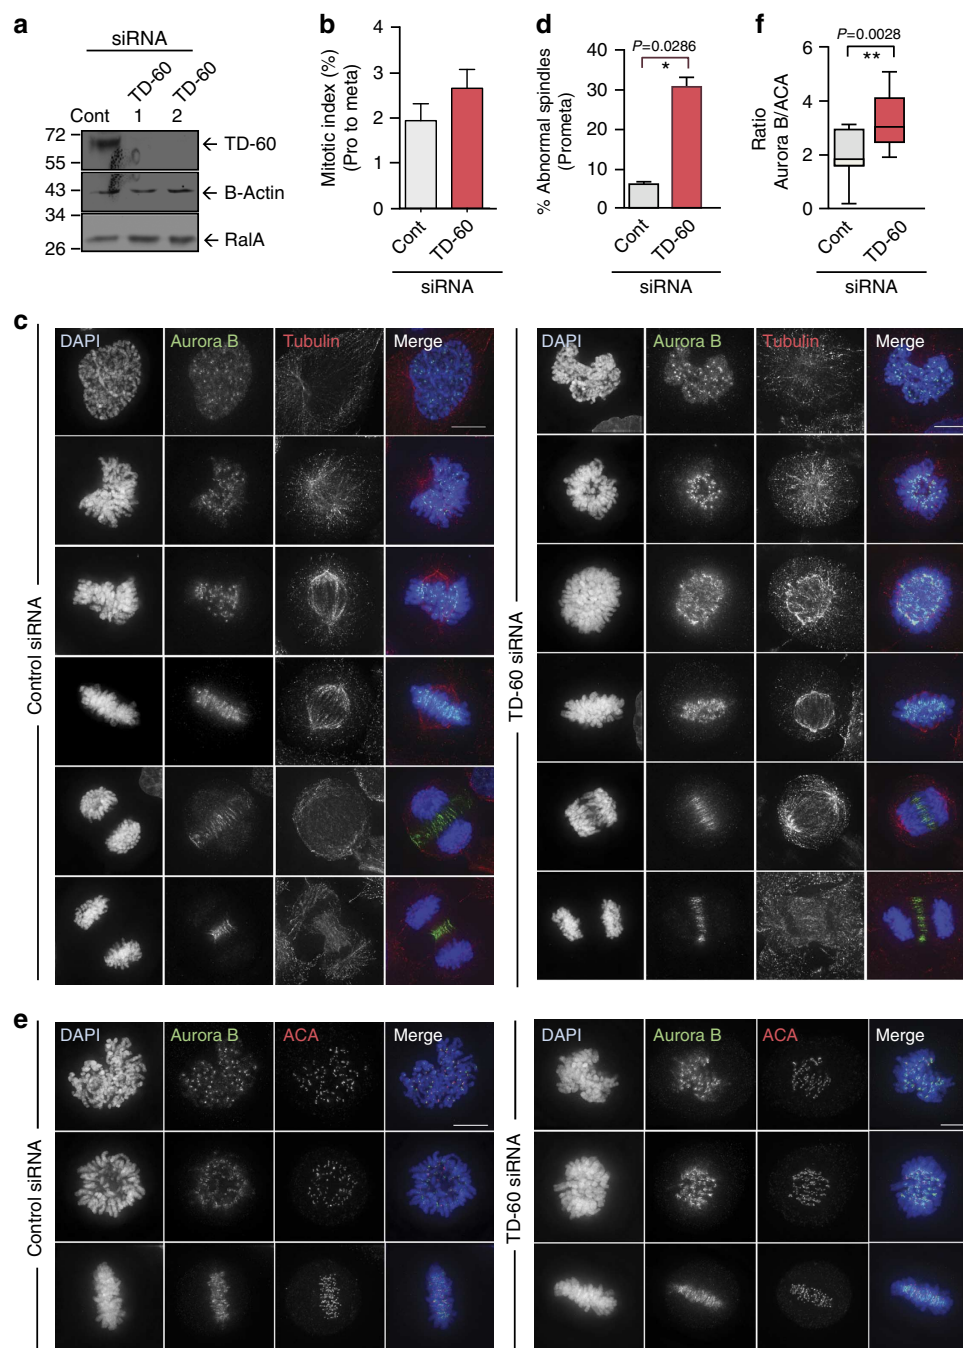 a
siRNA
Cont
TD-60 1
TD-60 2
72
55
43
34
26
← TD-60
← B-Actin
← RalA
b
Mitotic index (%)
(Pro to meta)
4
3
2
1
0
Cont
TD-60
siRNA
d
P=0.0286
*
% Abnormal spindles
(Prometa)
40
30
20
10
0
Cont
TD-60
siRNA
f
P=0.0028
**
Ratio
Aurora B/ACA
6
4
2
0
Cont
TD-60
siRNA
c
Control siRNA
DAPI Aurora B Tubulin Merge
TD-60 siRNA
DAPI Aurora B Tubulin Merge
e
Control siRNA
DAPI Aurora B ACA Merge
TD-60 siRNA
DAPI Aurora B ACA Merge